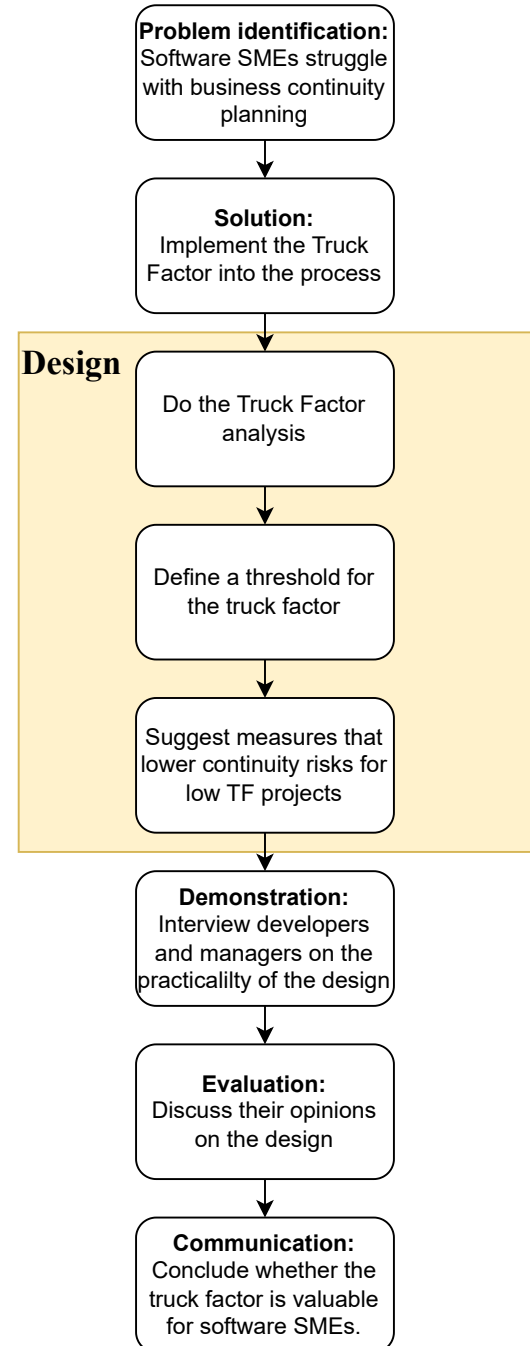 Problem identification:
Software SMEs struggle
with business continuity
planning
Solution:
Implement the Truck
Factor into the process
Design
Do the Truck Factor
analysis
Define a threshold for
the truck factor
Suggest measures that
lower continuity risks for
low TF projects
Demonstration:
Interview developers
and managers on the
practicalilty of the design
Evaluation:
Discuss their opinions
on the design
Communication:
Conclude whether the
truck factor is valuable
for software SMEs.